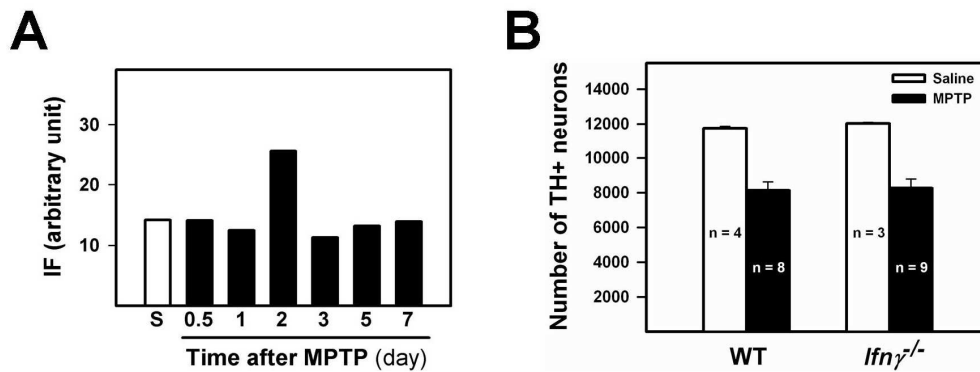 A
IF (arbitrary unit)
30
20
10
S 0.5 1 2 3 5 7
Time after MPTP (day)
B
Number of TH+ neurons
14000
12000
10000
8000
6000
4000
2000
Saline
MPTP
n = 4
n = 8
n = 3
n = 9
WT Ifnγ-/-